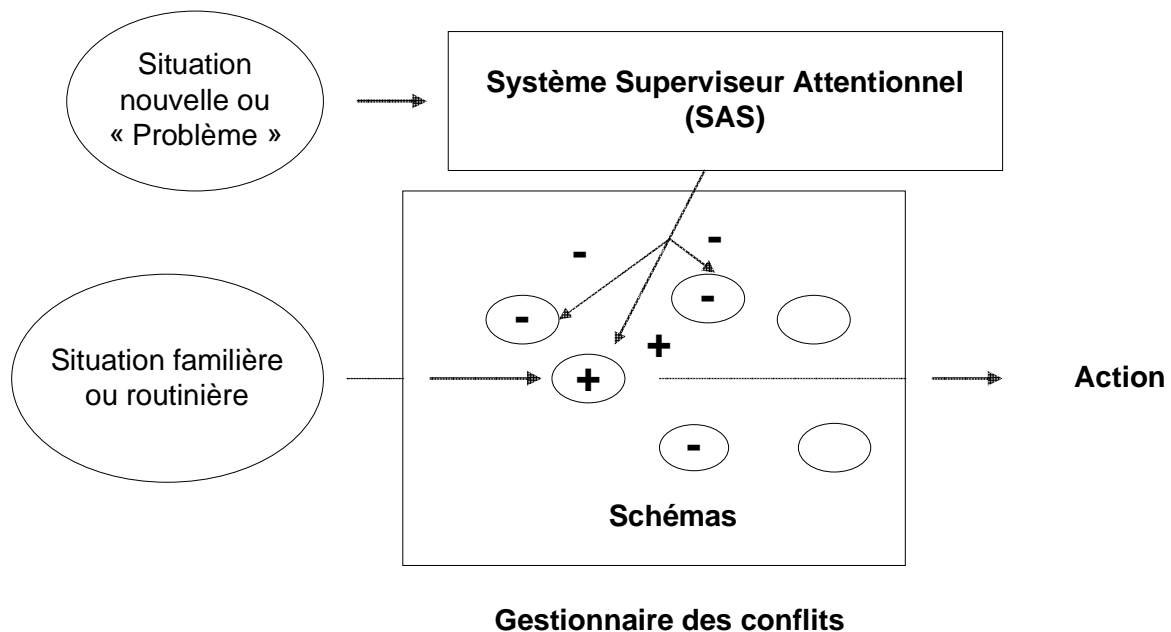 Situation
nouvelle ou
« Problème »
Système Superviseur Attentionnel
(SAS)
-
-
-
-
+
Situation familière
ou routinière
+
Action
-
Schémas
Gestionnaire des conflits